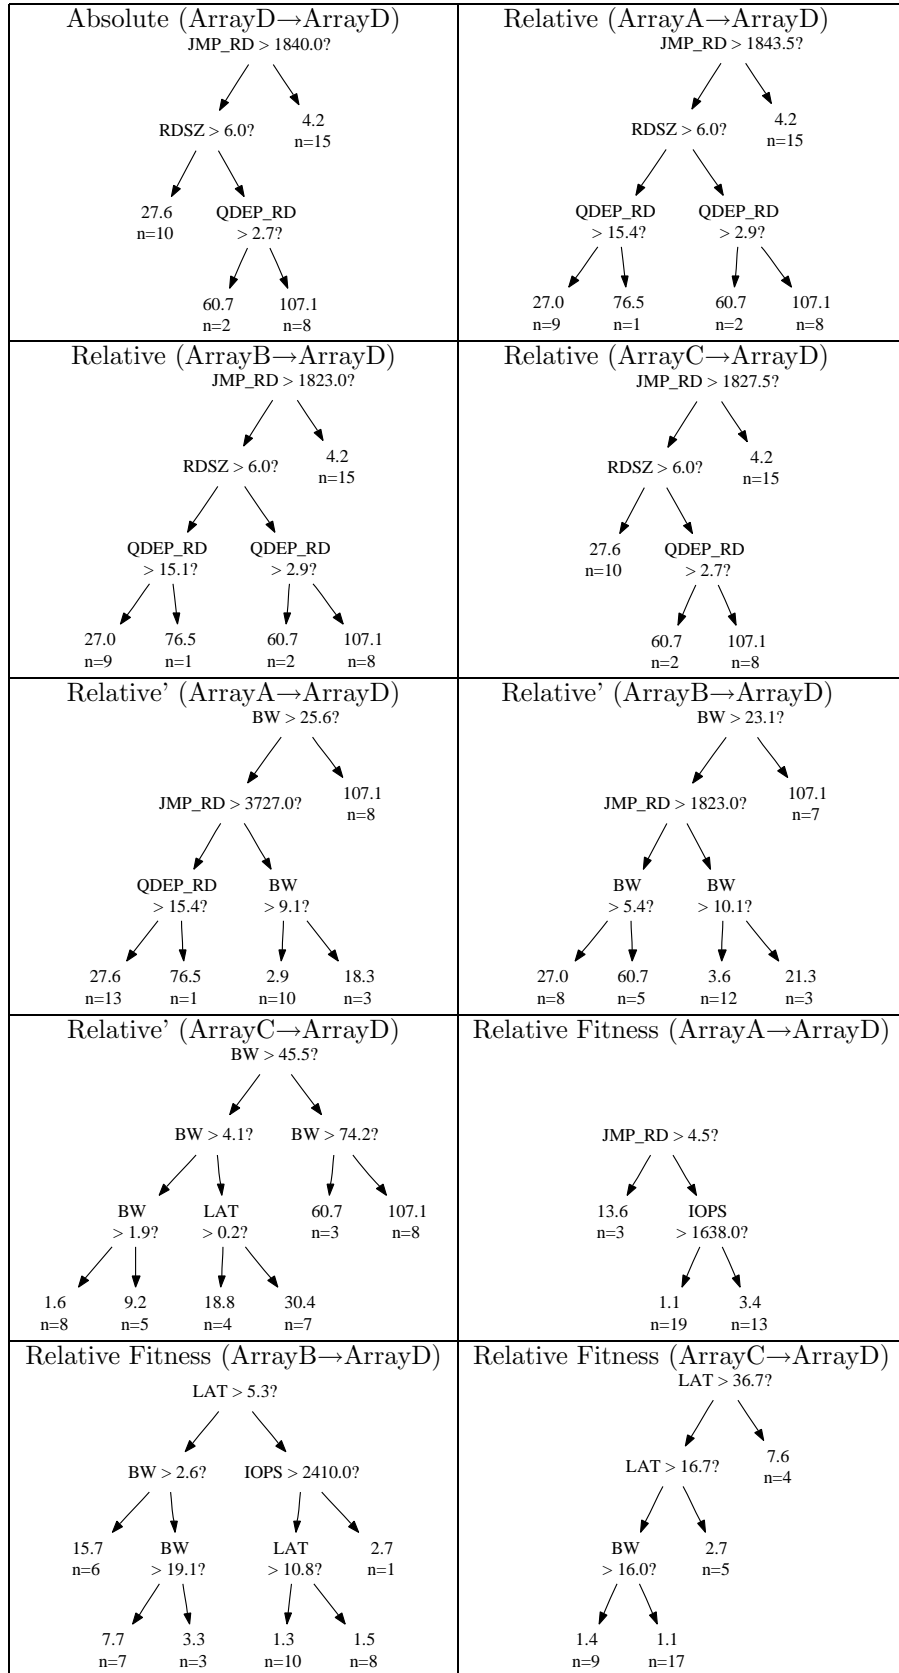 Absolute (ArrayD→ArrayD)
JMP_RD > 1840.0?
RDSZ > 6.0?
4.2
n=15
27.6
n=10
QDEP_RD
> 2.7?
60.7
n=2
107.1
n=8
Relative (ArrayA→ArrayD)
JMP_RD > 1843.5?
RDSZ > 6.0?
4.2
n=15
QDEP_RD
> 15.4?
QDEP_RD
> 2.9?
27.0
n=9
76.5
n=1
60.7
n=2
107.1
n=8
Relative (ArrayB→ArrayD)
JMP_RD > 1823.0?
RDSZ > 6.0?
4.2
n=15
QDEP_RD
> 15.1?
QDEP_RD
> 2.9?
27.0
n=9
76.5
n=1
60.7
n=2
107.1
n=8
Relative (ArrayC→ArrayD)
JMP_RD > 1827.5?
RDSZ > 6.0?
4.2
n=15
27.6
n=10
QDEP_RD
> 2.7?
60.7
n=2
107.1
n=8
Relative’ (ArrayA→ArrayD)
BW > 25.6?
JMP_RD > 3727.0?
107.1
n=8
QDEP_RD
> 15.4?
BW
> 9.1?
27.6
n=13
76.5
n=1
2.9
n=10
18.3
n=3
Relative’ (ArrayB→ArrayD)
BW > 23.1?
JMP_RD > 1823.0?
107.1
n=7
BW
> 5.4?
BW
> 10.1?
27.0
n=8
60.7
n=5
3.6
n=12
21.3
n=3
Relative’ (ArrayC→ArrayD)
BW > 45.5?
BW > 4.1?
BW > 74.2?
BW
> 1.9?
LAT
> 0.2?
60.7
n=3
107.1
n=8
1.6
n=8
9.2
n=5
18.8
n=4
30.4
n=7
Relative Fitness (ArrayA→ArrayD)
JMP_RD > 4.5?
13.6
n=3
IOPS
> 1638.0?
1.1
n=19
3.4
n=13
Relative Fitness (ArrayB→ArrayD)
LAT > 5.3?
BW > 2.6?
IOPS > 2410.0?
15.7
n=6
BW
> 19.1?
LAT
> 10.8?
2.7
n=1
7.7
n=7
3.3
n=3
1.3
n=10
1.5
n=8
Relative Fitness (ArrayC→ArrayD)
LAT > 36.7?
LAT > 16.7?
7.6
n=4
BW
> 16.0?
2.7
n=5
1.4
n=9
1.1
n=17